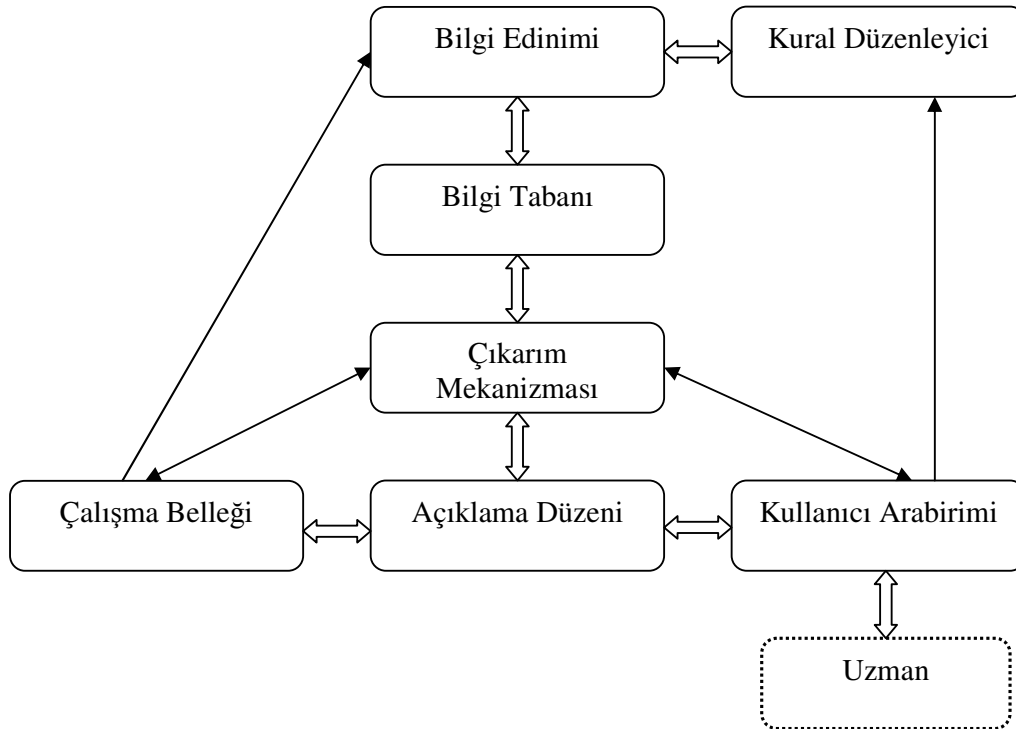 Bilgi Edinimi
Kural Düzenleyici
Bilgi Tabanı
Çıkarım
Mekanizması
Çalışma Belleği
Açıklama Düzeni
Kullanıcı Arabirimi
Uzman